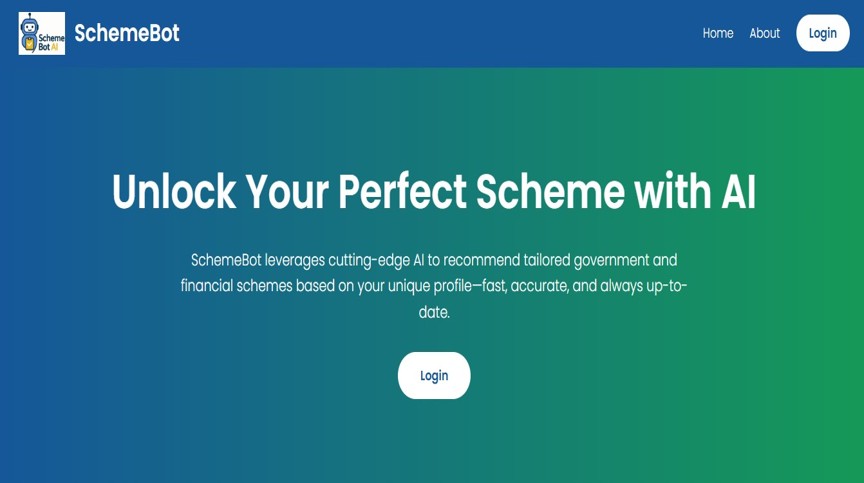 Scheme
Bot AI
SchemeBot
Home
About
Login
Unlock Your Perfect Scheme with AI
SchemeBot leverages cutting-edge AI to recommend tailored government and
financial schemes based on your unique profile—fast, accurate, and always up-to-
date.
Login